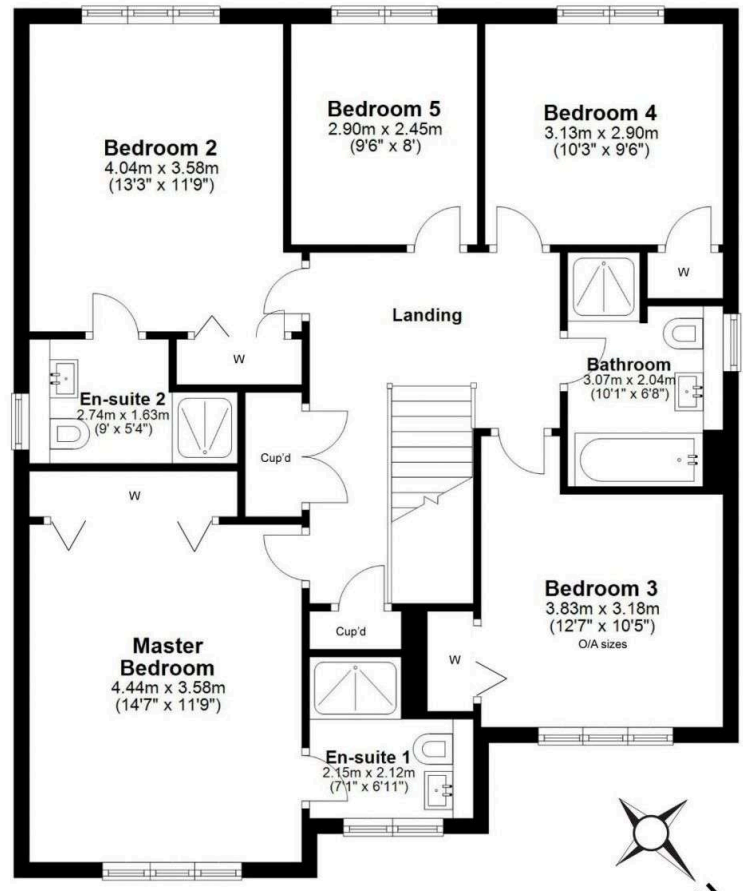 Bedroom 2
4.04m x 3.58m
(13'3" x 11'9")
Bedroom 5
2.90m x 2.45m
(9'6" x 8')
Bedroom 4
3.13m x 2.90m
(10'3" x 9'6")
W
Landing
W
Bathroom
3.07m x 2.04m
(10'1" x 6'8")
En-suite 2
2.74m x 1.63m
(9' x 5'4")
Cup'd
W
Master
Bedroom
4.44m x 3.58m
(14'7" x 11'9")
Cup'd
W
Bedroom 3
3.83m x 3.18m
(12'7" x 10'5")
O/A sizes
En-suite 1
2.15m x 2.12m
(7'1" x 6'11")